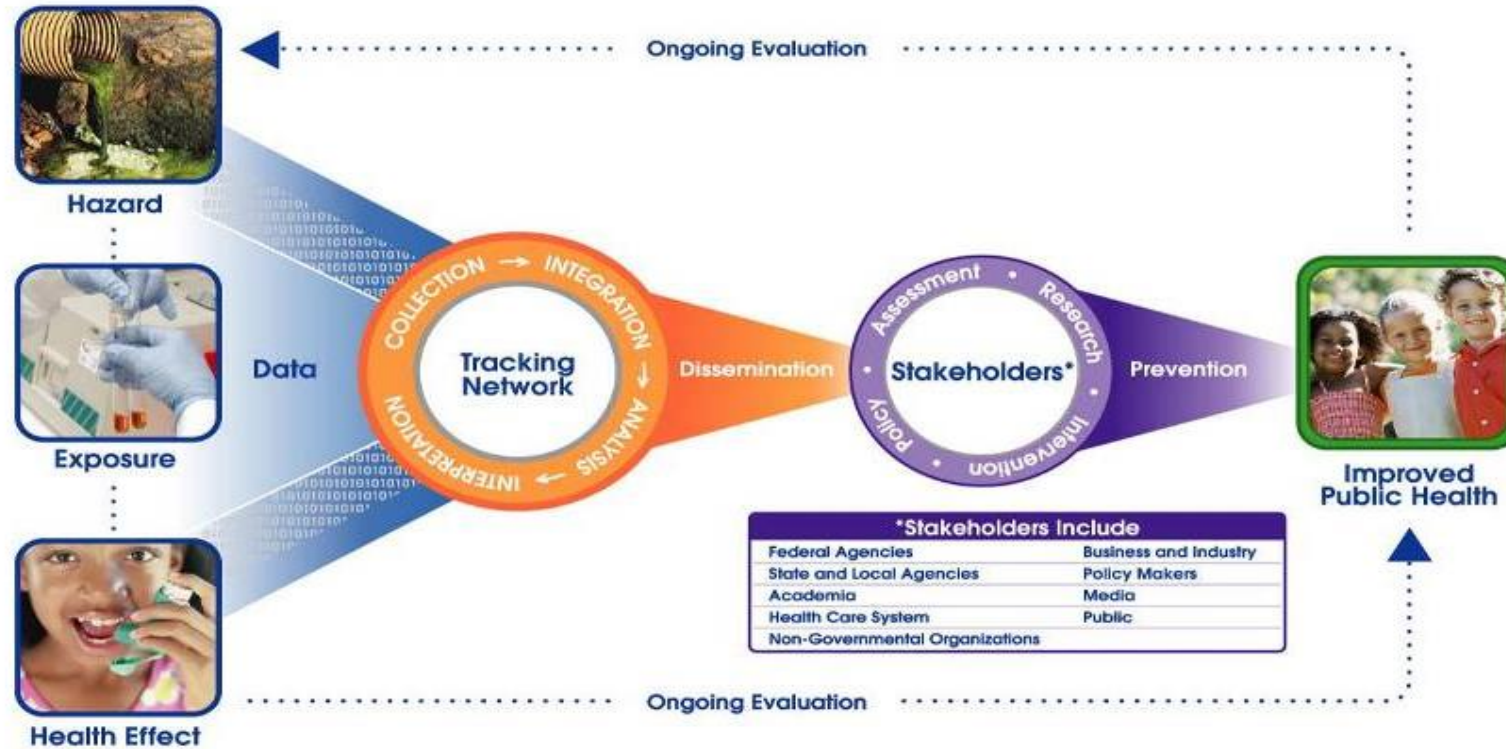 Ongoing Evaluation
Hazard
Exposure
Health Effect
Data
COLLECTION → INTEGRATION → ANALYSIS → INTERPRETATION
Tracking
Network
Dissemination
Assessment • Research • Intervention • Policy •
Stakeholders*
Prevention
Improved
Public Health
*Stakeholders Include
Federal Agencies
Business and Industry
State and Local Agencies
Policy Makers
Academia
Media
Health Care System
Public
Non-Governmental Organizations
Ongoing Evaluation